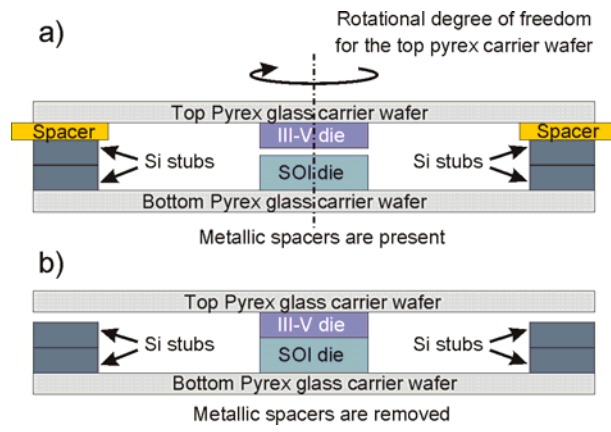 a)
Rotational degree of freedom
for the top pyrex carrier wafer
Top Pyrex glass carrier wafer
Spacer
III-V die
Spacer
Si stubs
SOI die
Si stubs
Bottom Pyrex glass carrier wafer
Metallic spacers are present
b)
Top Pyrex glass carrier wafer
III-V die
Si stubs
SOI die
Si stubs
Bottom Pyrex glass carrier wafer
Metallic spacers are removed